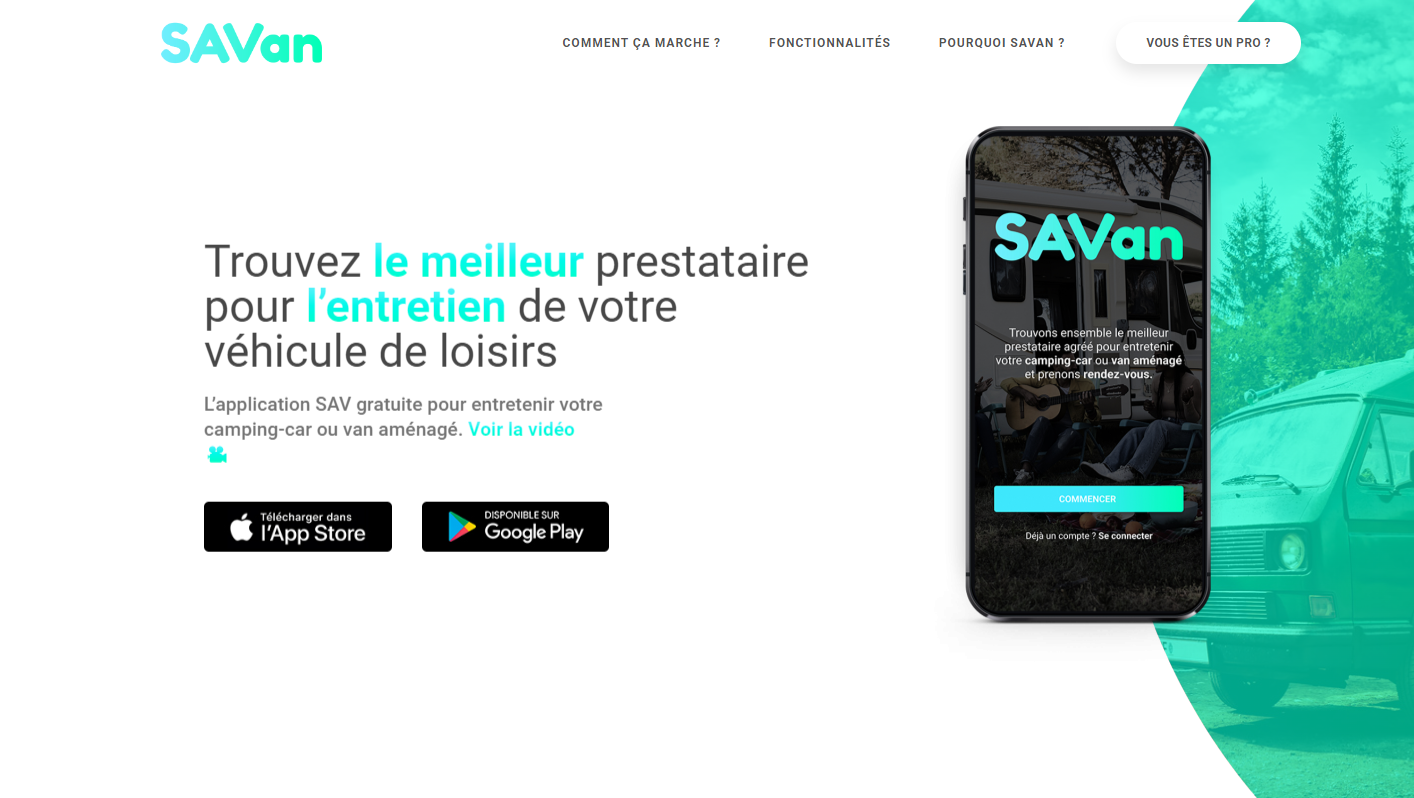 SAVan
COMMENT ÇA MARCHE ?
FONCTIONNALITÉS
POURQUOI SAVAN ?
VOUS ÊTES UN PRO ?
Trouvez le meilleur prestataire
pour l’entretien de votre
véhicule de loisirs
L’application SAV gratuite pour entretenir votre
camping-car ou van aménagé. Voir la vidéo
Télécharger dans
l’App Store
DISPONIBLE SUR
Google Play
SAVan
Trouvons ensemble le meilleur
prestataire agréé pour entretenir
votre camping-car ou van aménagé
et prenons rendez-vous.
COMMENCER
Déjà un compte ? Se connecter